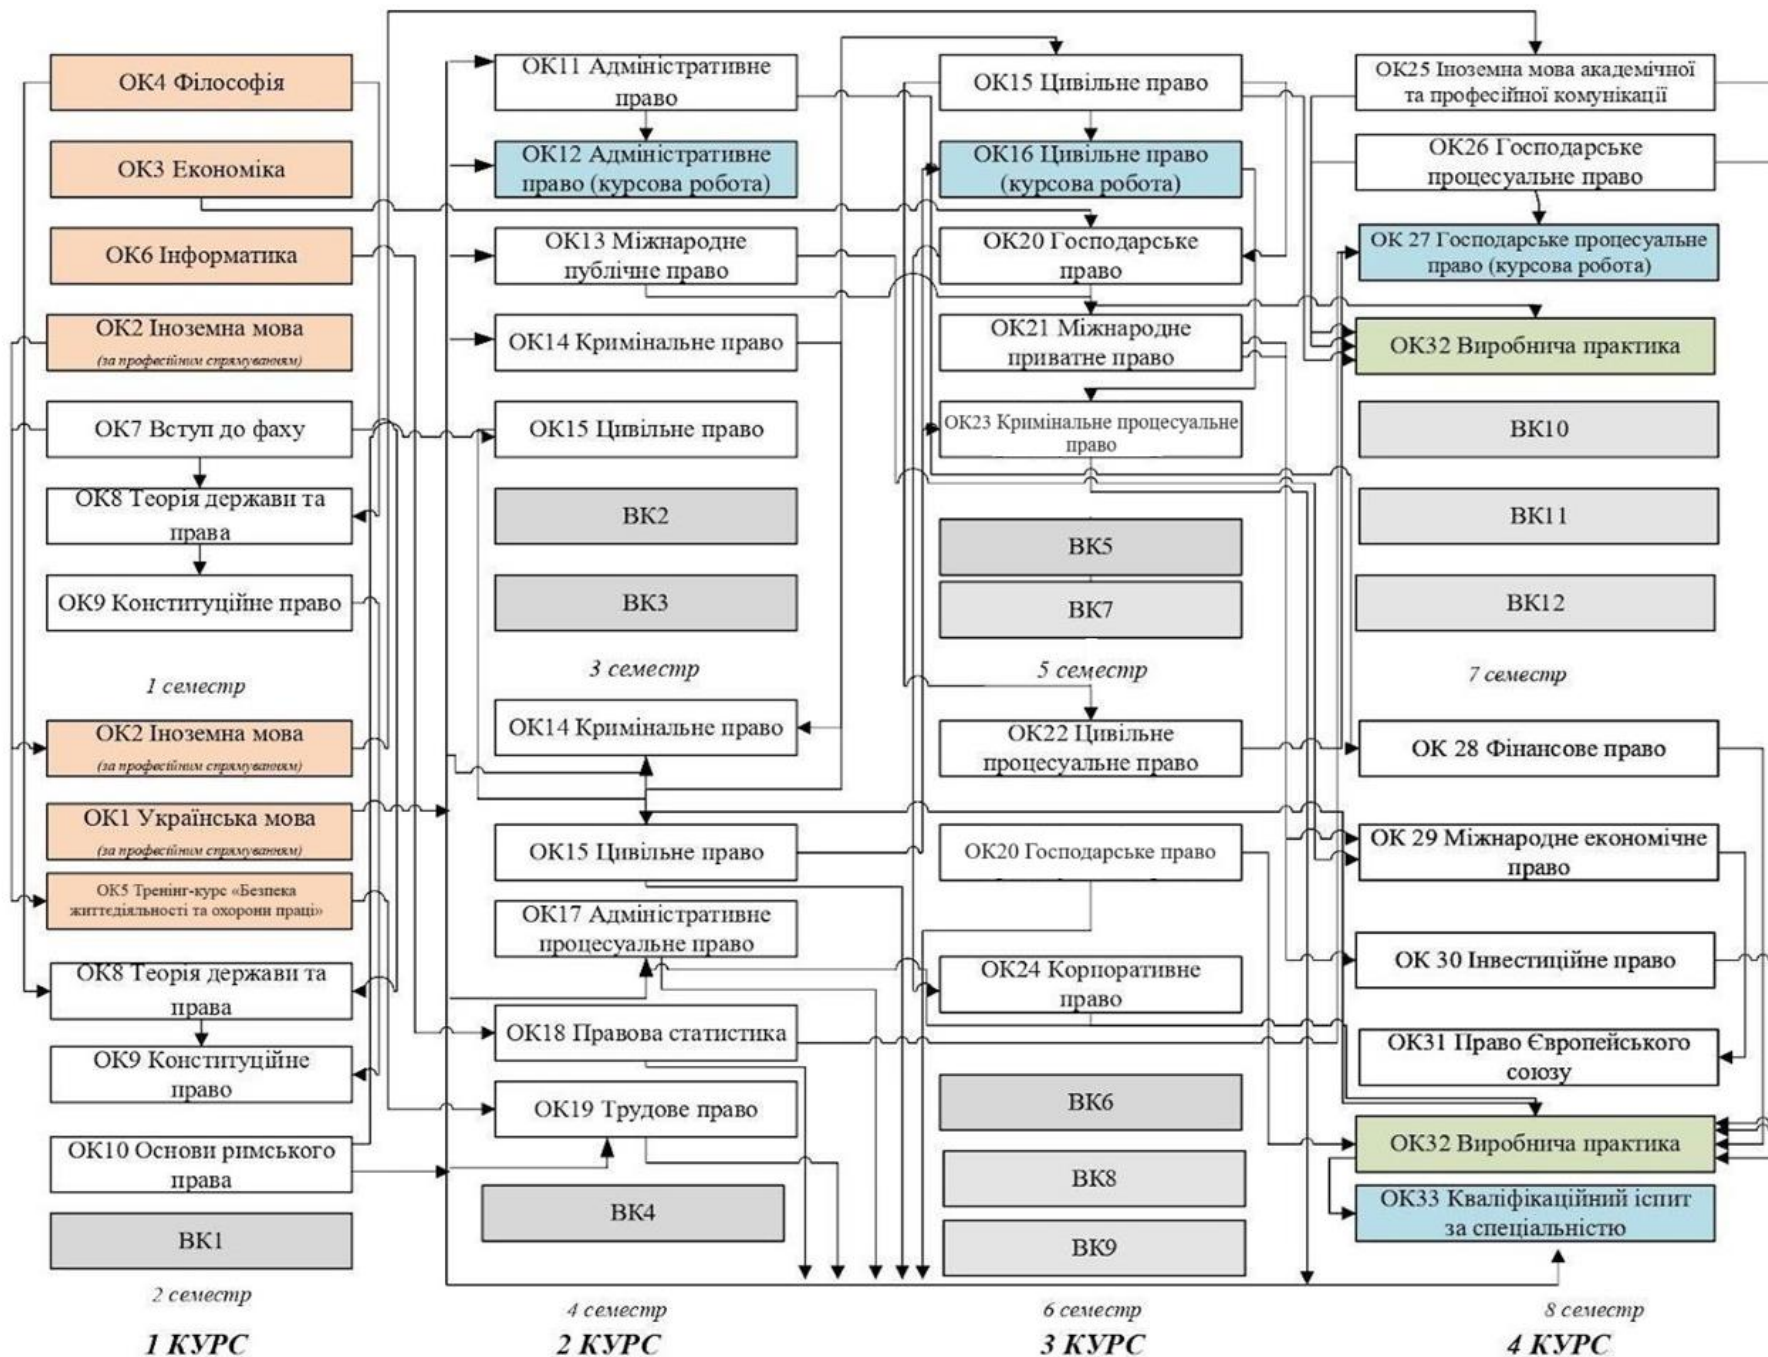 ОК4 Філософія
ОК3 Економіка
ОК6 Інформатика
ОК2 Іноземна мова
(за професійним спрямуванням)
ОК7 Вступ до фаху
ОК8 Теорія держави та
права
ОК9 Конституційне право
1 семестр
ОК2 Іноземна мова
(за професійним спрямуванням)
ОК1 Українська мова
(за професійним спрямуванням)
ОК5 Тренінг-курс «Безпека
життєдіяльності та охорони праці»
ОК8 Теорія держави та
права
ОК9 Конституційне
право
ОК10 Основи римського
права
ВК1
2 семестр
1 КУРС
ОК11 Адміністративне
право
ОК12 Адміністративне
право (курсова робота)
ОК13 Міжнародне
публічне право
ОК14 Кримінальне право
ОК15 Цивільне право
ВК2
ВК3
3 семестр
ОК14 Кримінальне право
ОК15 Цивільне право
ОК17 Адміністративне
процесуальне право
ОК18 Правова статистика
ОК19 Трудове право
ВК4
4 семестр
2 КУРС
ОК15 Цивільне право
ОК16 Цивільне право
(курсова робота)
ОК20 Господарське
право
ОК21 Міжнародне
приватне право
ОК23 Кримінальне процесуальне
право
ВК5
ВК7
5 семестр
ОК22 Цивільне
процесуальне право
ОК20 Господарське право
ОК24 Корпоративне
право
ВК6
ВК8
ВК9
6 семестр
3 КУРС
ОК25 Іноземна мова академічної
та професійної комунікації
ОК26 Господарське
процесуальне право
ОК 27 Господарське процесуальне
право (курсова робота)
ОК32 Виробнича практика
ВК10
ВК11
ВК12
7 семестр
ОК 28 Фінансове право
ОК 29 Міжнародне економічне
право
ОК 30 Інвестиційне право
ОК31 Право Європейського
союзу
ОК32 Виробнича практика
ОК33 Кваліфікаційний іспит
за спеціальністю
8 семестр
4 КУРС